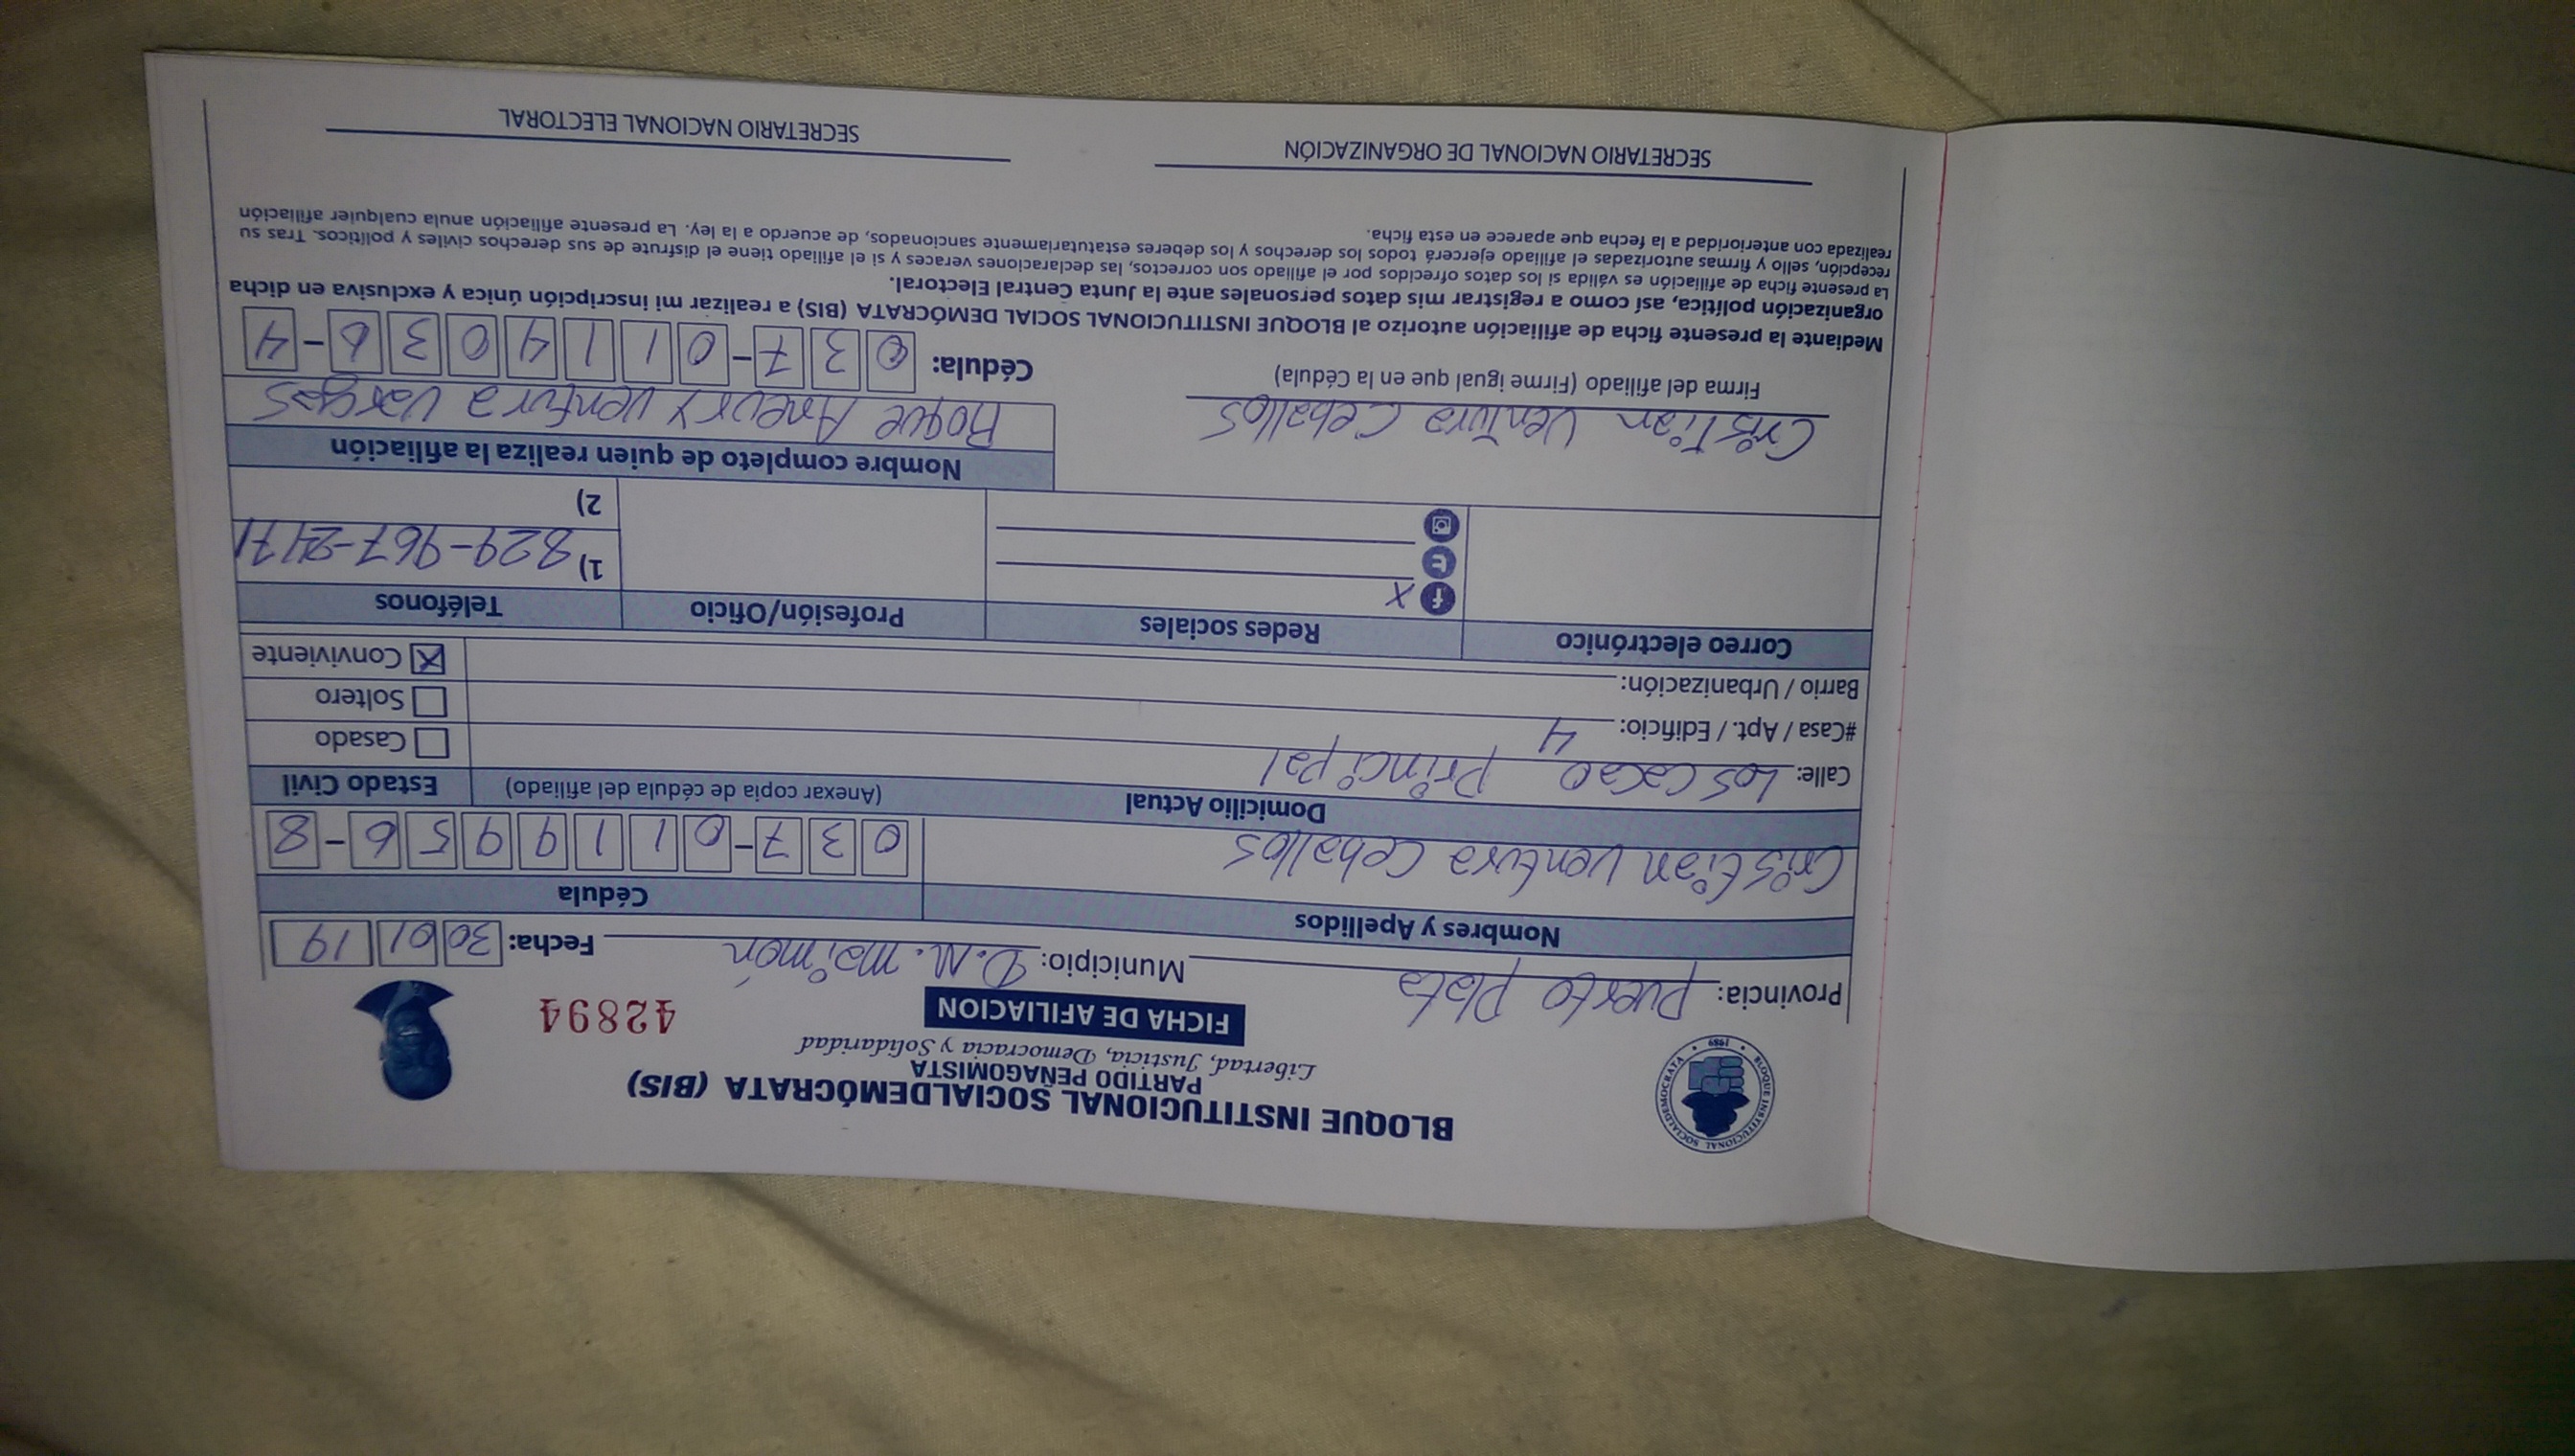 BLOQUE INSTITUCIONAL SOCIALDEMÓCRATA (BIS)
PARTIDO PEÑAGOMISTA
Libertad, Justicia, Democracia y Solidaridad
BLOQUE INSTITUCIONAL SOCIALDEMOCRATA • 1989 •
FICHA DE AFILIACION
42894
Provincia: Puerto Plata Municipio: D.M. Maimón Fecha: 30 01 19
Nombres y Apellidos Cédula
Cristian Ventura Ceballos 037-0119956-8
Domicilio Actual (Anexar copia de cédula del afiliado) Estado Civil
Calle: Los Cacao Principal Casado
#Casa / Apt. / Edificio: 4 Soltero
Barrio / Urbanización: X Conviviente
Correo electrónico Redes sociales Profesión/Oficio Teléfonos
f X 1) 829-967-2471
2)
Nombre completo de quien realiza la afiliación
Cristian Ventura Ceballos Roque Aneury Ventura Vargas
Firma del afiliado (Firme igual que en la Cédula) Cédula: 037-0114036-4
Mediante la presente ficha de afiliación autorizo al BLOQUE INSTITUCIONAL SOCIAL DEMÓCRATA (BIS) a realizar mi inscripción única y exclusiva en dicha
organización política, así como a registrar mis datos personales ante la Junta Central Electoral.
La presente ficha de afiliación es válida si los datos ofrecidos por el afiliado son correctos, las declaraciones veraces y si el afiliado tiene el disfrute de sus derechos civiles y políticos. Tras su
recepción, sello y firmas autorizadas el afiliado ejercerá todos los derechos y los deberes estatutariamente sancionados, de acuerdo a la ley. La presente afiliación anula cualquier afiliación
realizada con anterioridad a la fecha que aparece en esta ficha.
SECRETARIO NACIONAL DE ORGANIZACIÓN SECRETARIO NACIONAL ELECTORAL